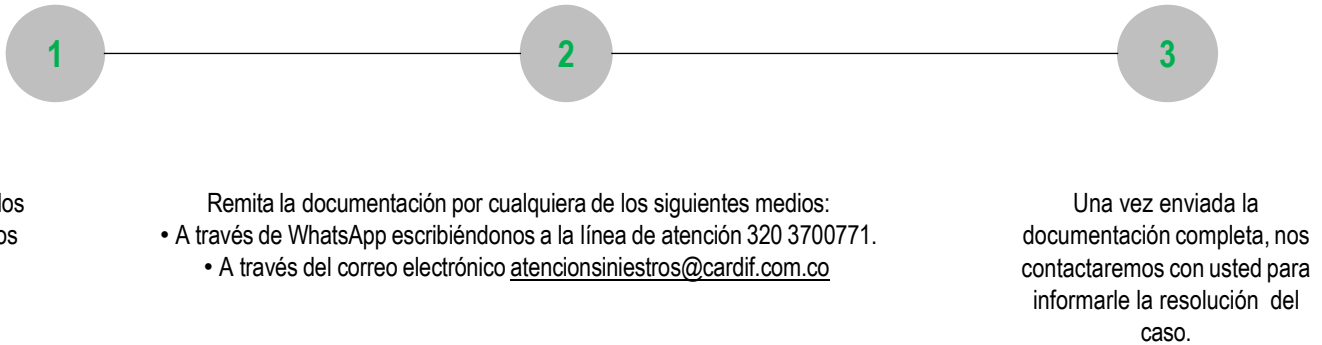 1
2
3
Remita la documentación por cualquiera de los siguientes medios:
• A través de WhatsApp escribiéndonos a la línea de atención 320 3700771.
• A través del correo electrónico atencionsiniestros@cardif.com.co
Una vez enviada la
documentación completa, nos
contactaremos con usted para
informarle la resolución del
caso.